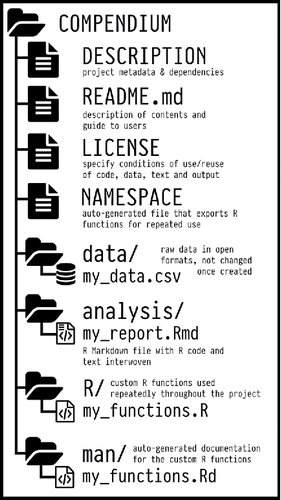 COMPENDIUM
DESCRIPTION
project metadata & dependencies
README.md
description of contents and
guide to users
LICENSE
specify conditions of use/reuse
of code, data, text and output
NAMESPACE
auto-generated file that exports R
functions for repeated use
data/
raw data in open
formats, not changed
once created
my_data.csv
analysis/
my_report.Rmd
R Markdown file with R code and
text interwoven
R/
custom R functions used
repeatedly throughout the project
my_functions.R
man/
auto-generated documentation
for the custom R functions
my_functions.Rd